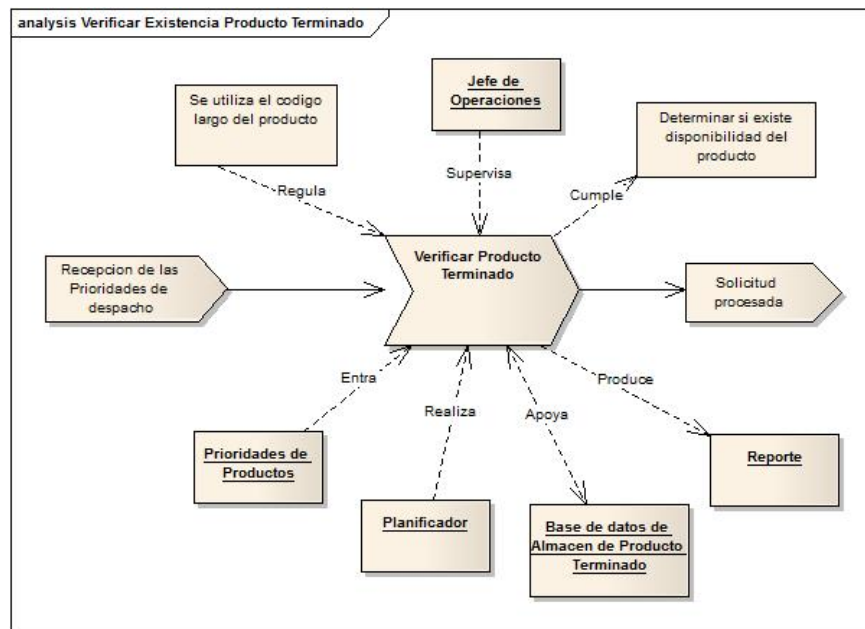 analysis Verificar Existencia Producto Terminado
Se utiliza el codigo
largo del producto
Jefe de
Operaciones
Determinar si existe
disponibilidad del
producto
Regula
Supervisa
Cumple
Recepcion de las
Prioridades de
despacho
Verificar Producto
Terminado
Solicitud
procesada
Entra
Realiza
Apoya
Produce
Prioridades de
Productos
Planificador
Base de datos de
Almacen de Producto
Terminado
Reporte